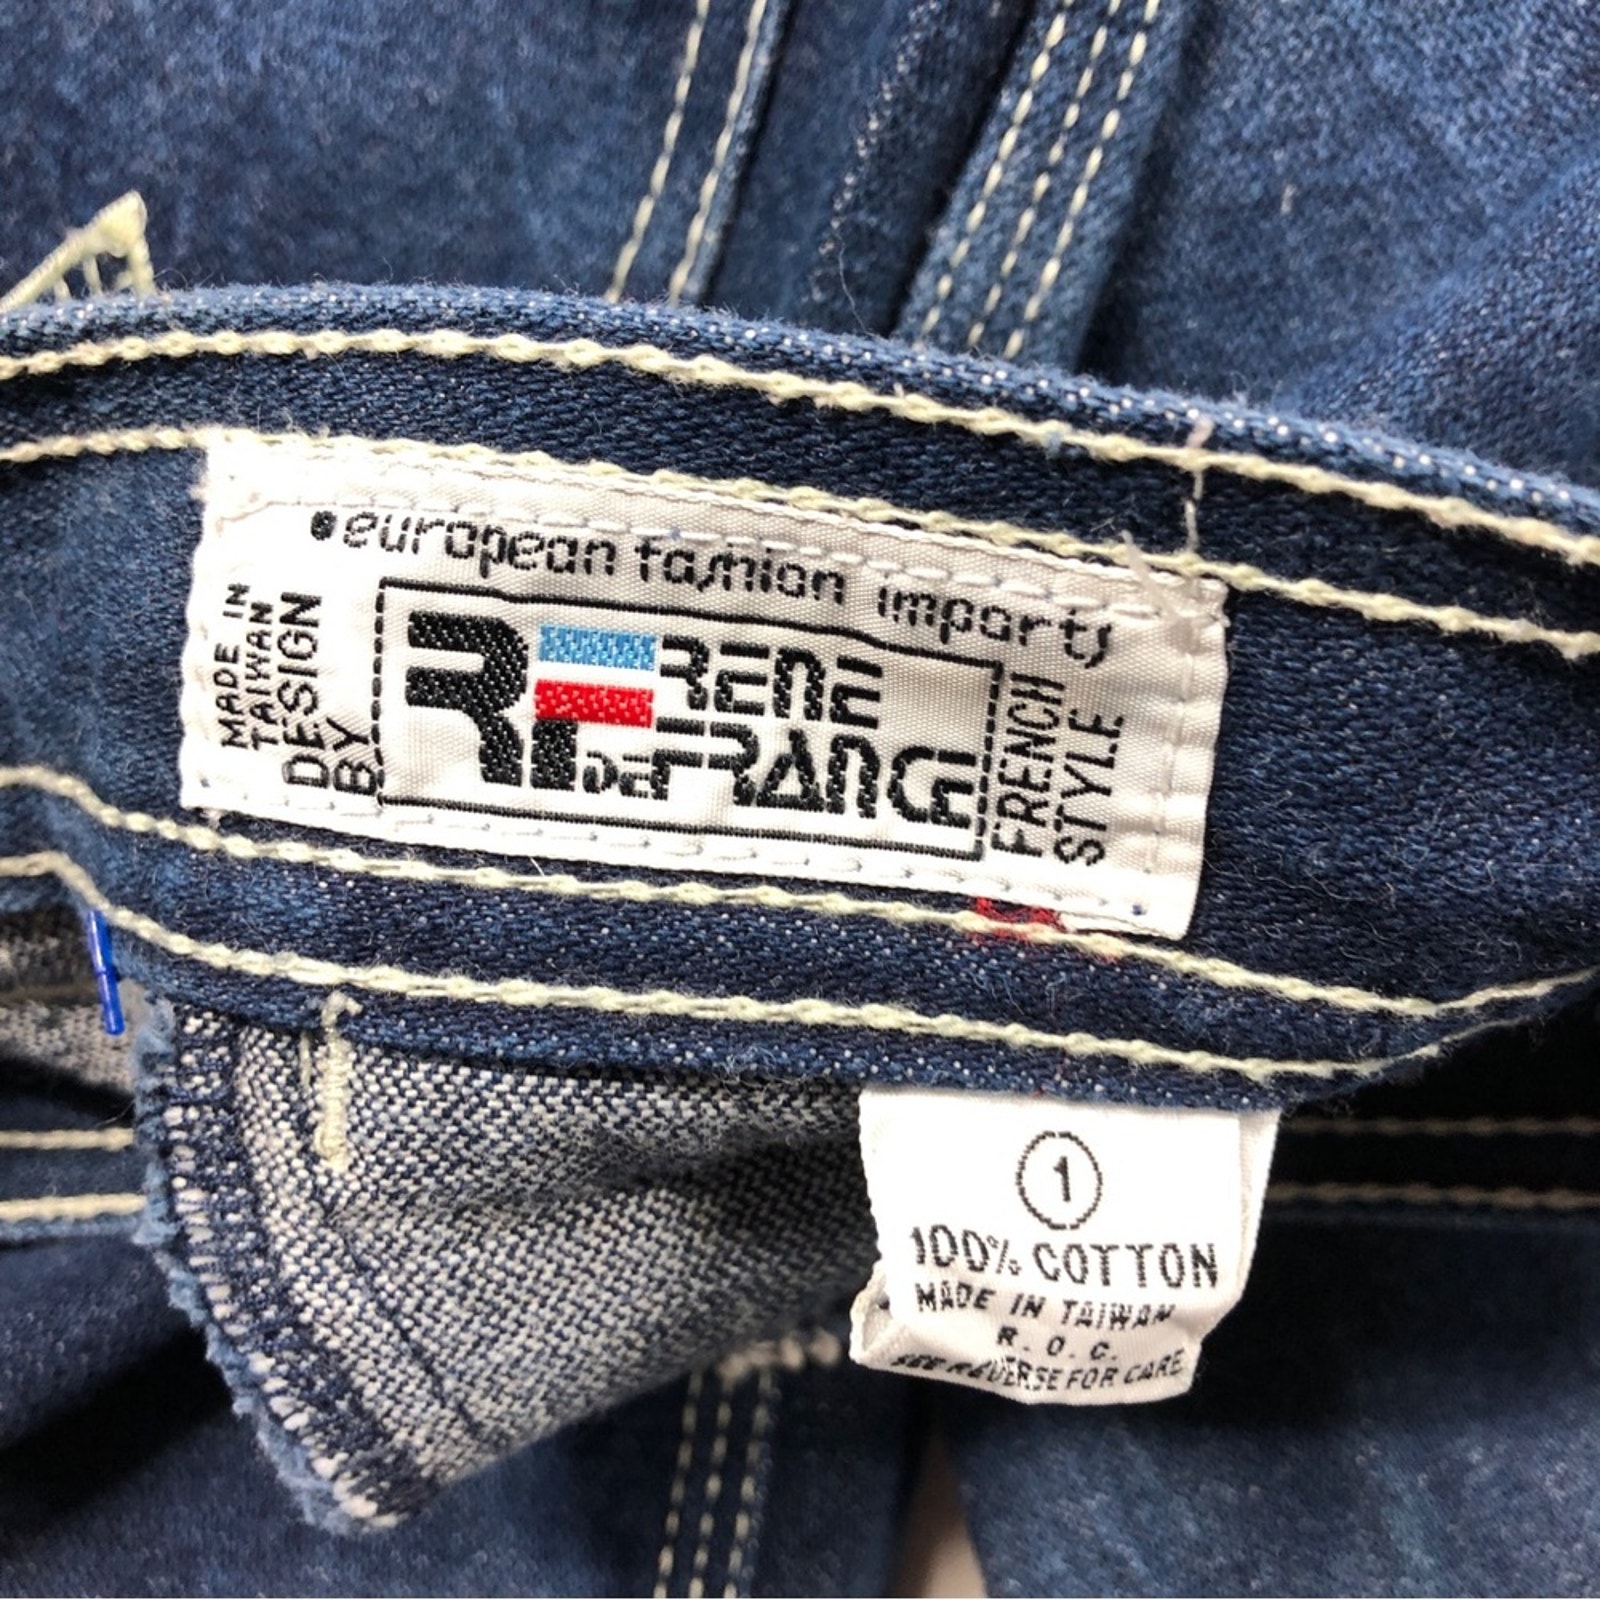 •european fashion imports
MADE IN
TAIWAN
DESIGN
BY
RF
RENE
de FRANCE
FRENCH
STYLE
1
100% COTTON
MADE IN TAIWAN
R.O.C.
SEE REVERSE FOR CARE